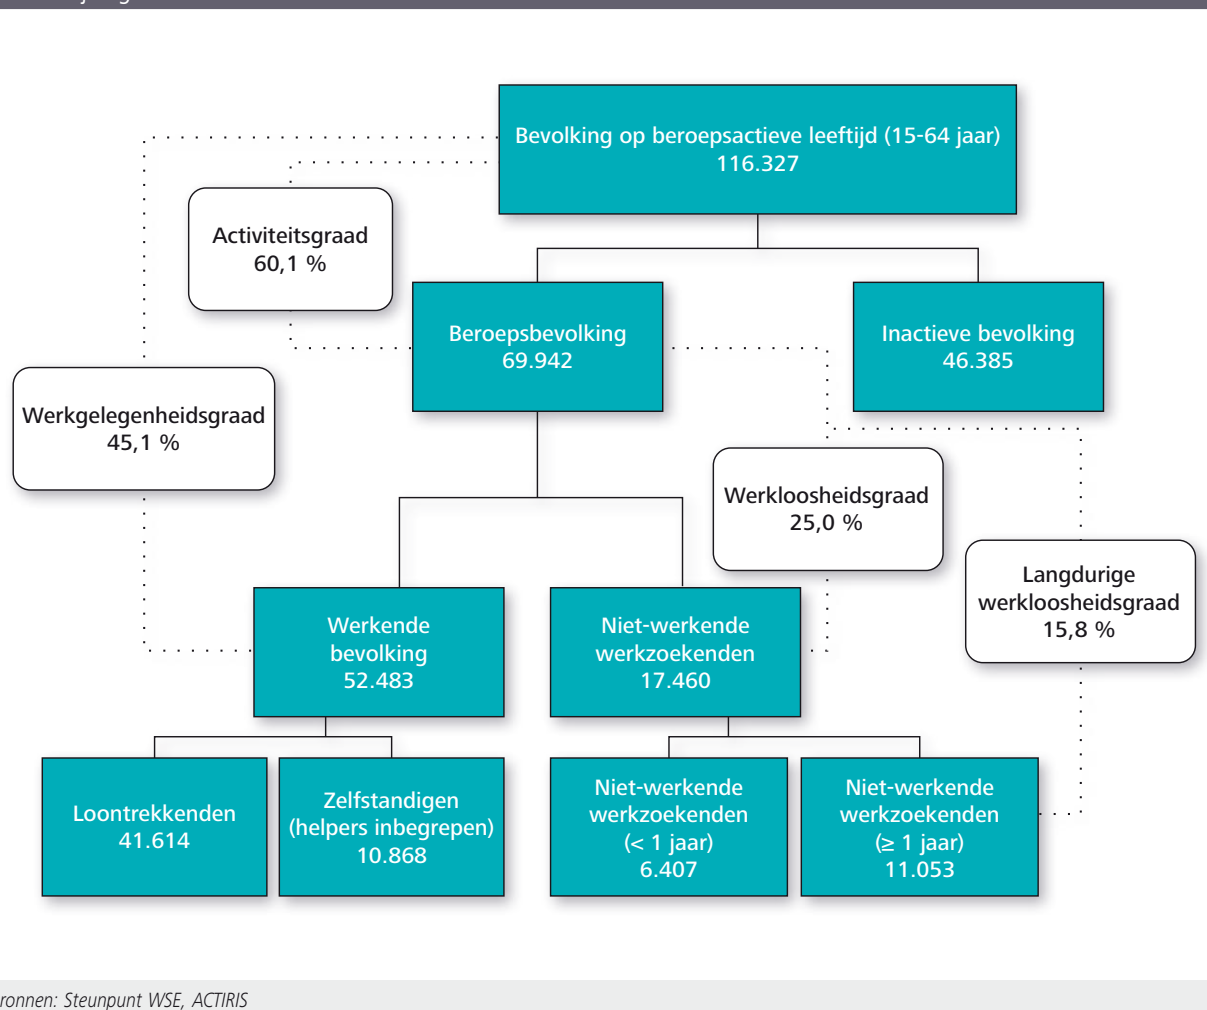 Bevolking op beroepsactieve leeftijd (15-64 jaar)
116.327
Activiteitsgraad
60,1 %
Beroepsbevolking
69.942
Inactieve bevolking
46.385
Werkgelegenheidsgraad
45,1 %
Werkloosheidsgraad
25,0 %
Langdurige
werkloosheidsgraad
15,8 %
Werkende
bevolking
52.483
Niet-werkende
werkzoekenden
17.460
Loontrekkenden
41.614
Zelfstandigen
(helpers inbegrepen)
10.868
Niet-werkende
werkzoekenden
(< 1 jaar)
6.407
Niet-werkende
werkzoekenden
(≥ 1 jaar)
11.053
ronnen: Steunpunt WSE, ACTIRIS